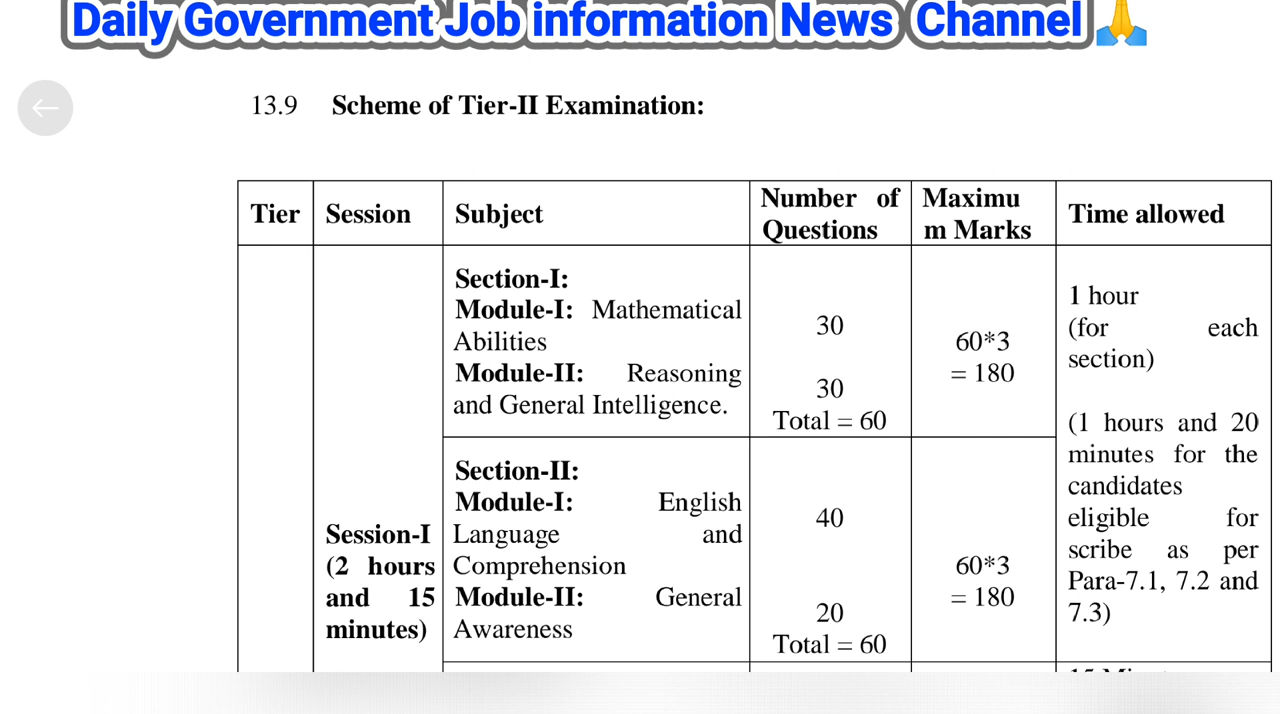 Daily Government Job information News Channel🙏
13.9 Scheme of Tier-II Examination:
Tier Session Subject Number of Questions Maximu m Marks Time allowed
Section-I:
Module-I: Mathematical
Abilities
Module-II: Reasoning
and General Intelligence.
30
30
Total = 60
60*3
= 180
1 hour
(for each
section)
(1 hours and 20
minutes for the
candidates
eligible for
scribe as per
Para-7.1, 7.2 and
7.3)
Session-I
(2 hours
and 15
minutes)
Section-II:
Module-I: English
Language and
Comprehension
Module-II: General
Awareness
40
20
Total = 60
60*3
= 180